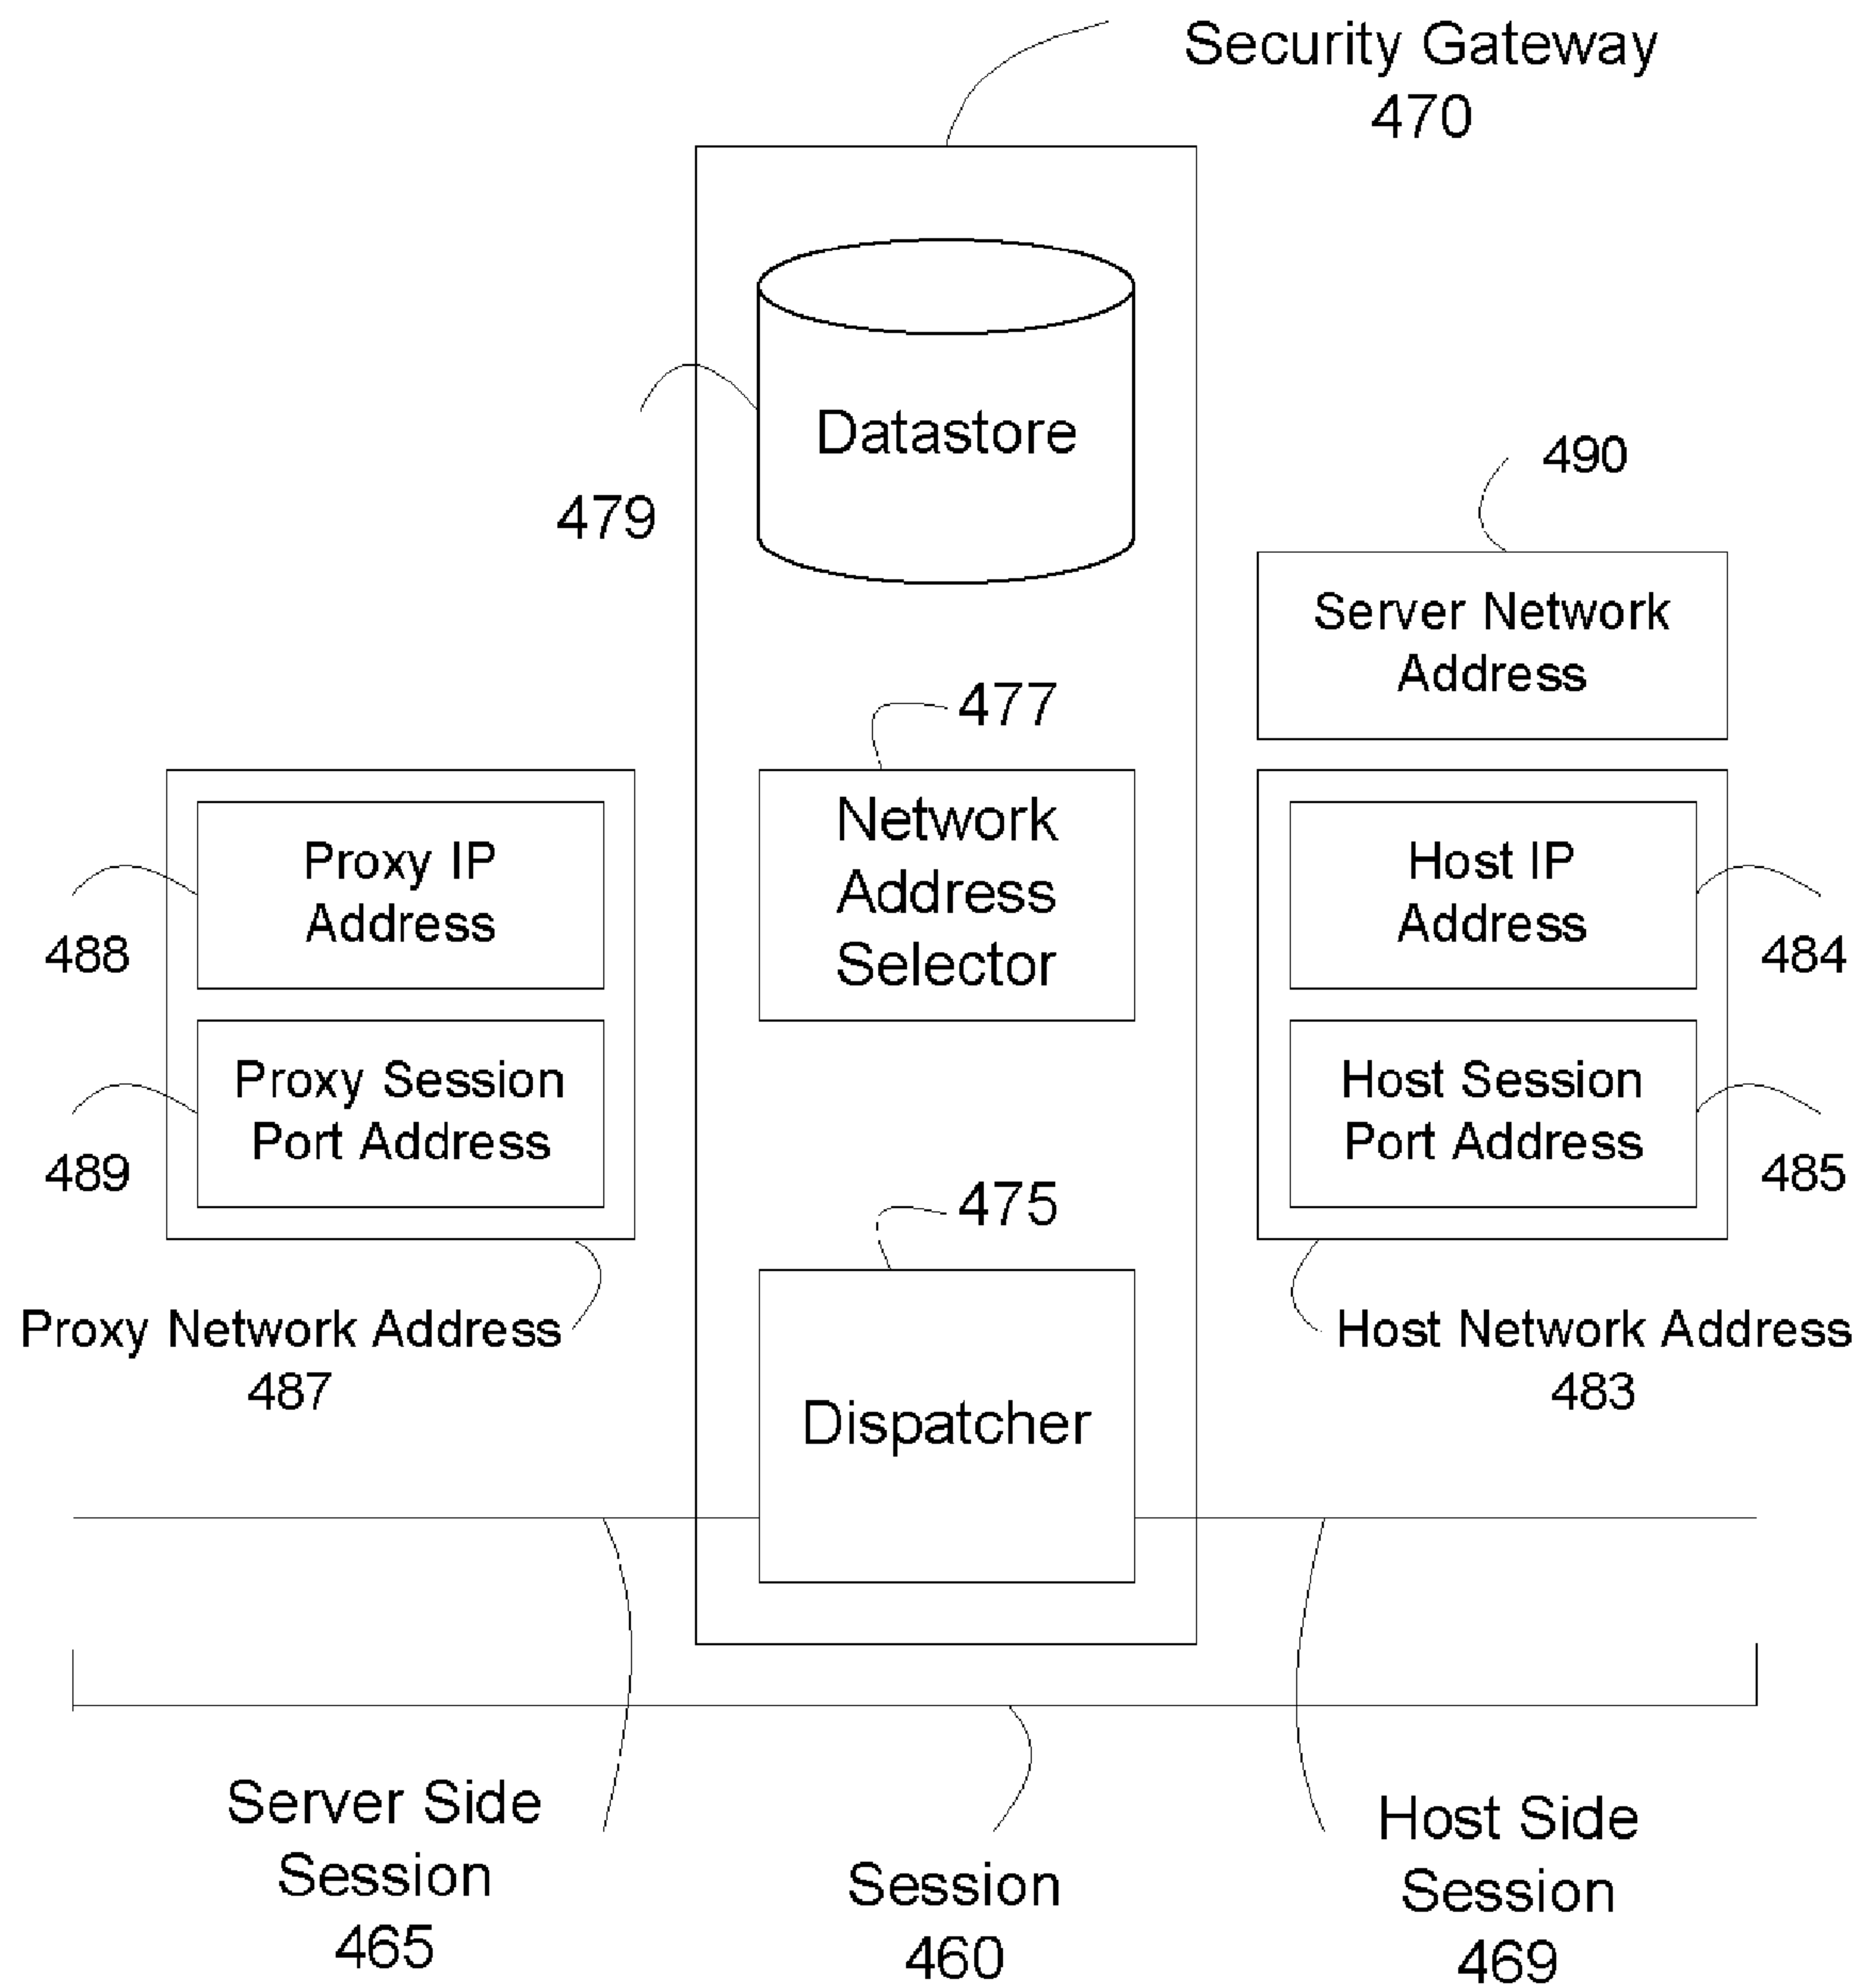 Security Gateway
470
Datastore
479
490
Server Network
Address
477
Network
Address
Selector
Proxy IP
Address
488
Host IP
Address
484
Proxy Session
Port Address
489
Host Session
Port Address
485
475
Proxy Network Address
487
Host Network Address
483
Dispatcher
Server Side
Session
465
Session
460
Host Side
Session
469